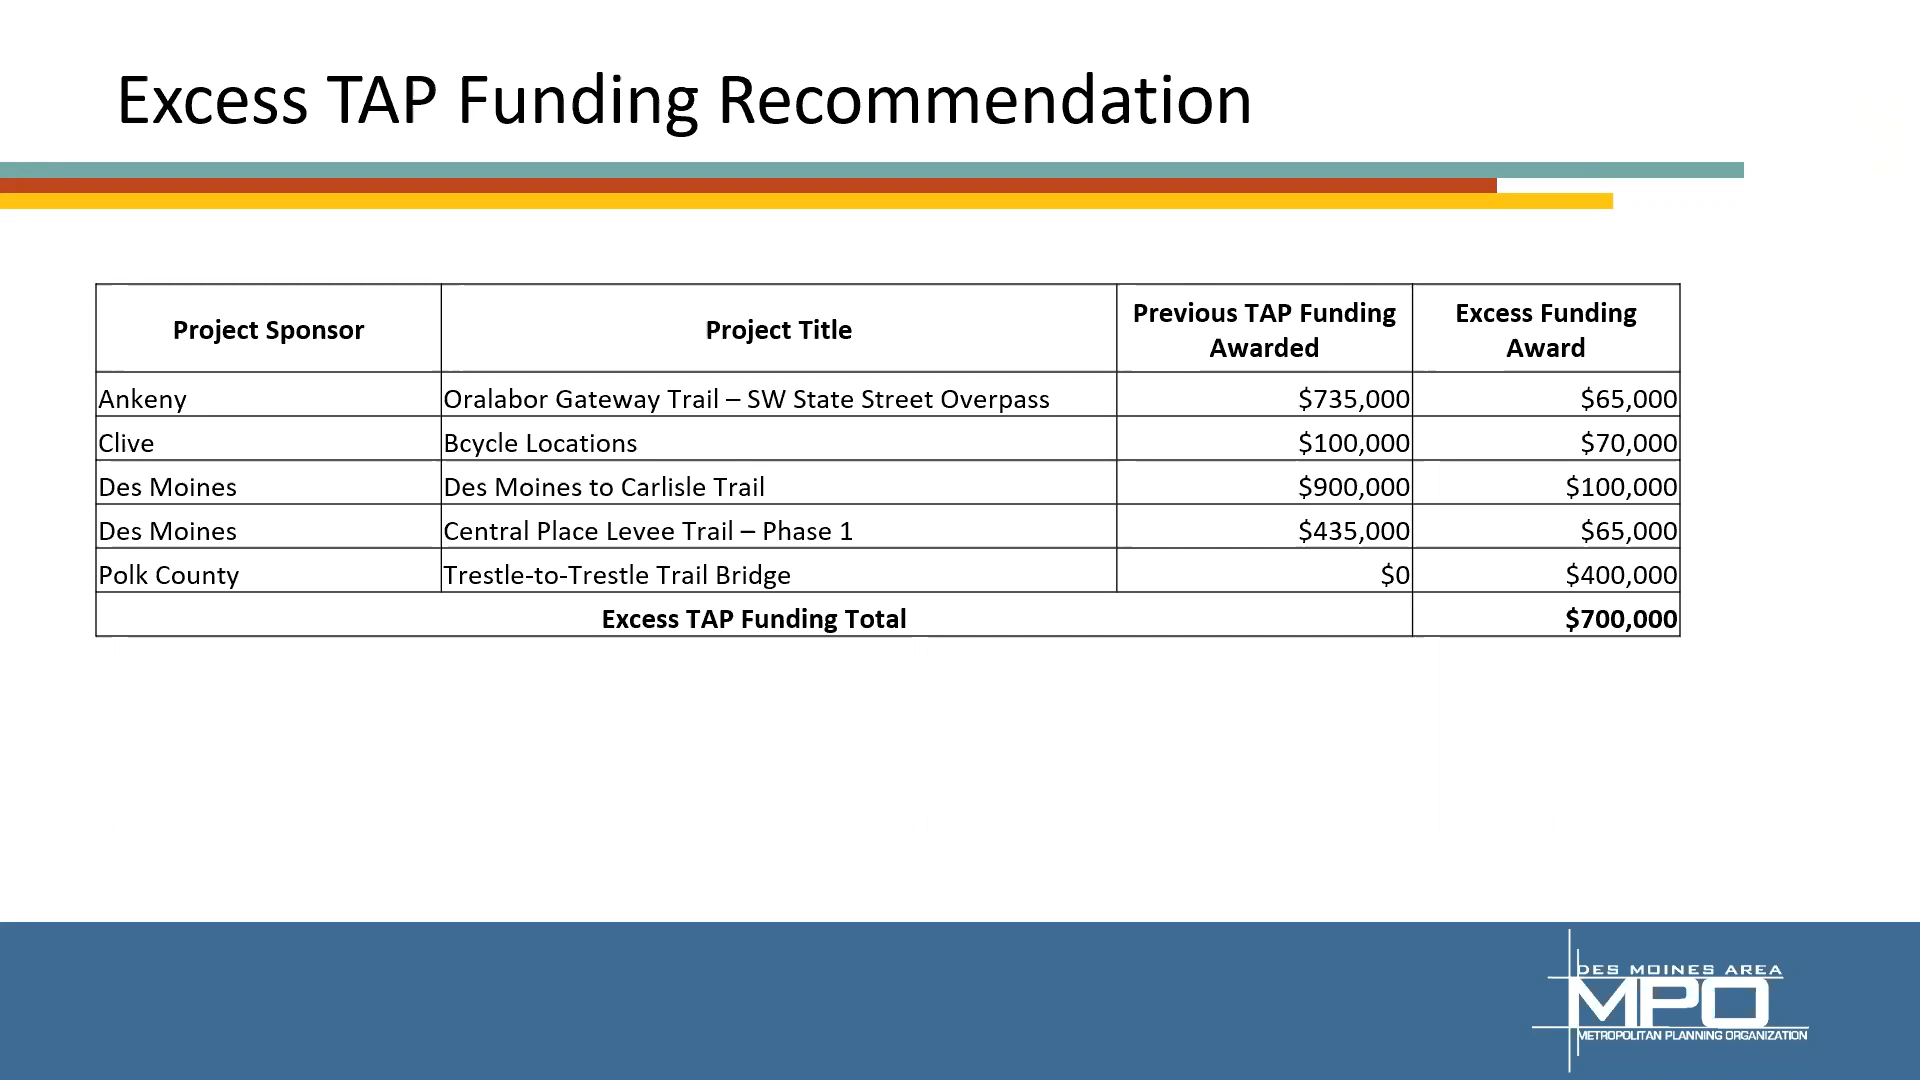 Excess TAP Funding Recommendation
Project Sponsor Project Title Previous TAP Funding Awarded Excess Funding Award
Ankeny Oralabor Gateway Trail – SW State Street Overpass $735,000 $65,000
Clive Bcycle Locations $100,000 $70,000
Des Moines Des Moines to Carlisle Trail $900,000 $100,000
Des Moines Central Place Levee Trail – Phase 1 $435,000 $65,000
Polk County Trestle-to-Trestle Trail Bridge $0 $400,000
Excess TAP Funding Total $700,000
DES MOINES AREA
MPO
METROPOLITAN PLANNING ORGANIZATION